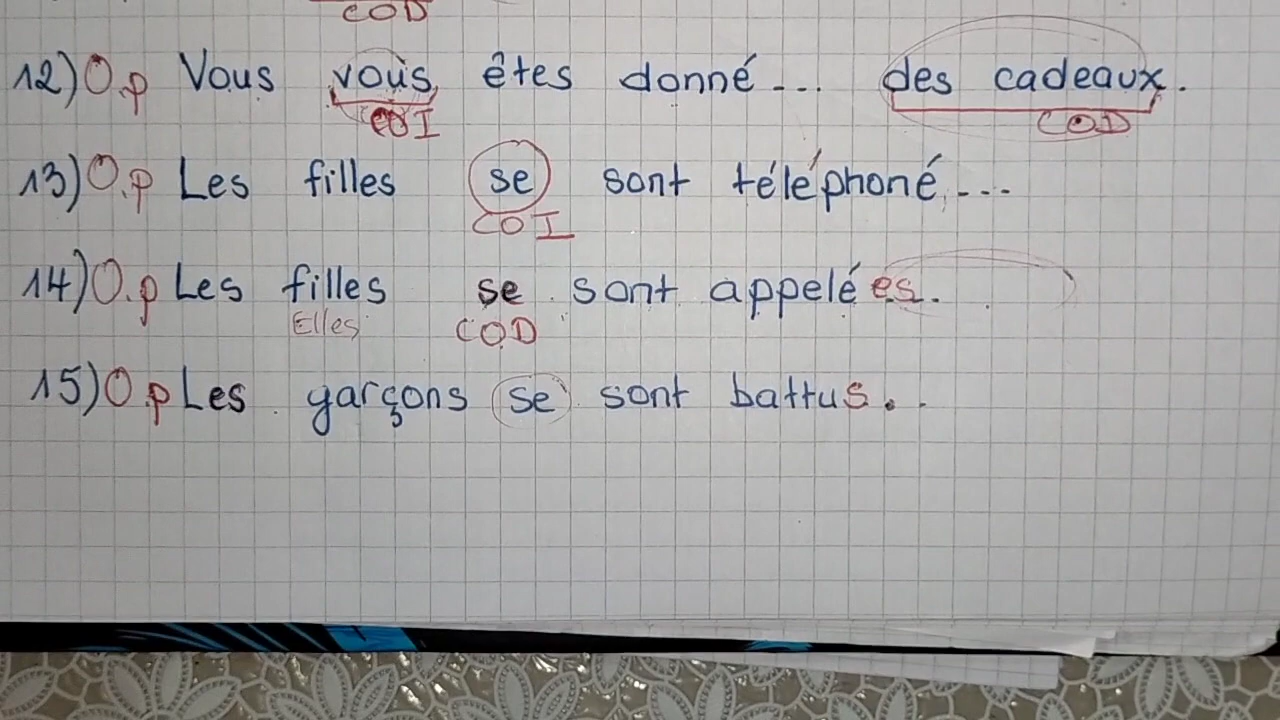 COD
12) O.p Vous vous êtes donné... des cadeaux.
COI COD
13) O.p Les filles se sont téléphoné...
COI
14) O.p Les filles se sont appelées.
Elles COD
15) O.p Les garçons se sont battus..